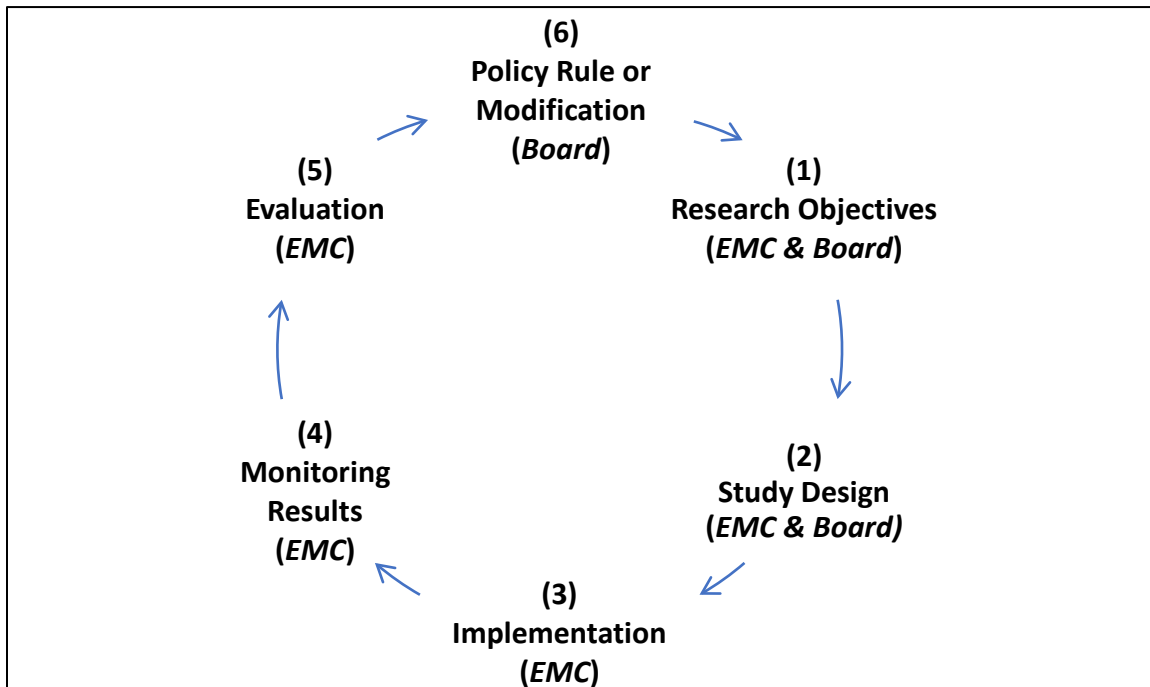 (6)
Policy Rule or
Modification
(Board)
(1)
Research Objectives
(EMC & Board)
(2)
Study Design
(EMC & Board)
(3)
Implementation
(EMC)
(4)
Monitoring
Results
(EMC)
(5)
Evaluation
(EMC)